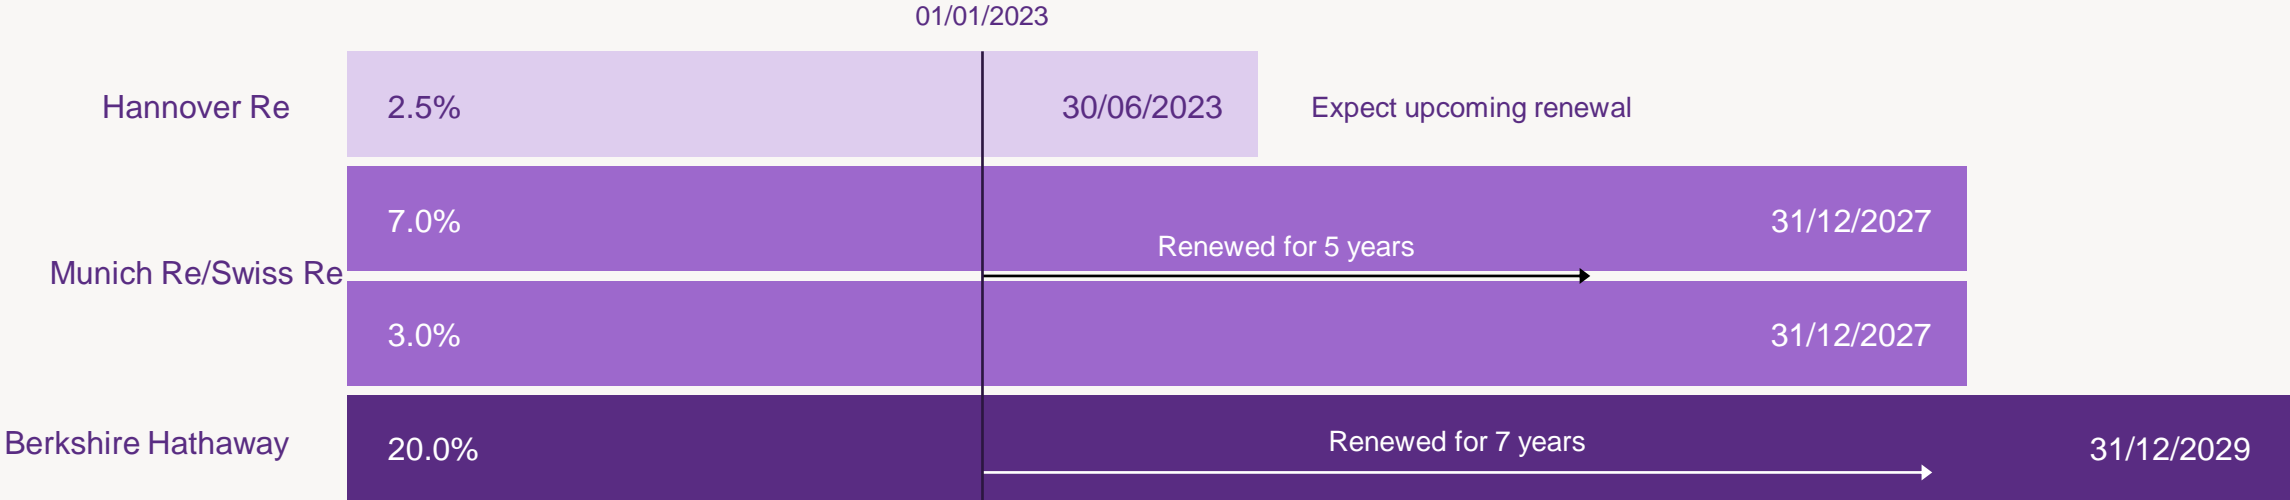 01/01/2023
Hannover Re
2.5%
30/06/2023
Expect upcoming renewal
Munich Re/Swiss Re
7.0%
31/12/2027
Renewed for 5 years
3.0%
31/12/2027
Berkshire Hathaway
20.0%
Renewed for 7 years
31/12/2029